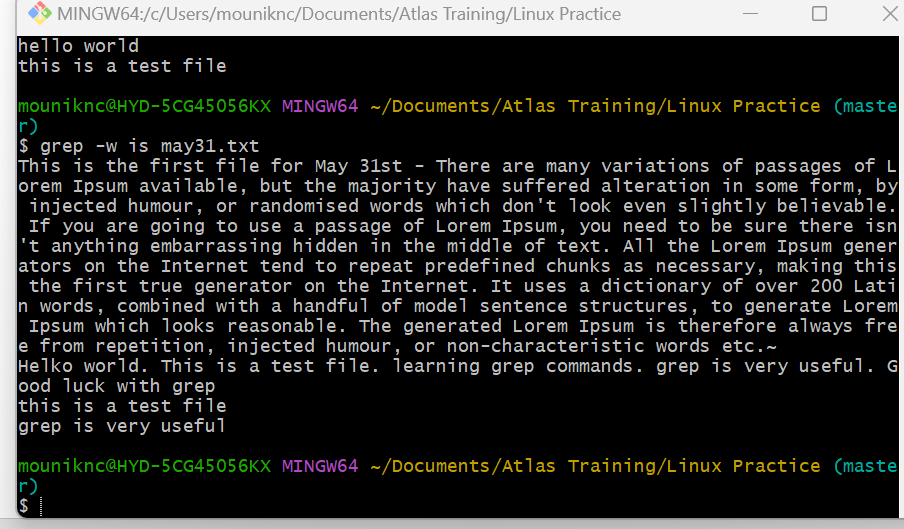 MINGW64:/c/Users/mouniknc/Documents/Atlas Training/Linux Practice
hello world
this is a test file
mouniknc@HYD-5CG45056KX MINGW64 ~/Documents/Atlas Training/Linux Practice (maste
r)
$ grep -w is may31.txt
This is the first file for May 31st - There are many variations of passages of L
orem Ipsum available, but the majority have suffered alteration in some form, by
 injected humour, or randomised words which don't look even slightly believable.
 If you are going to use a passage of Lorem Ipsum, you need to be sure there isn
't anything embarrassing hidden in the middle of text. All the Lorem Ipsum gener
ators on the Internet tend to repeat predefined chunks as necessary, making this
 the first true generator on the Internet. It uses a dictionary of over 200 Lati
n words, combined with a handful of model sentence structures, to generate Lorem
 Ipsum which looks reasonable. The generated Lorem Ipsum is therefore always fre
e from repetition, injected humour, or non-characteristic words etc.~
Helko world. This is a test file. learning grep commands. grep is very useful. G
ood luck with grep
this is a test file
grep is very useful
mouniknc@HYD-5CG45056KX MINGW64 ~/Documents/Atlas Training/Linux Practice (maste
r)
$